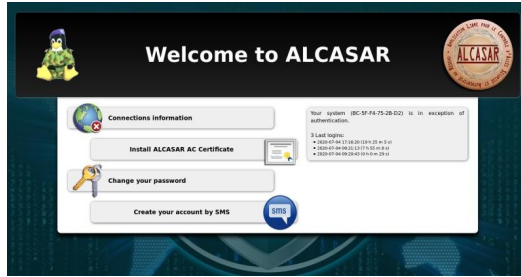 Welcome to ALCASAR
ALCASAR
Connections information
Install ALCASAR AC Certificate
Change your password
Create your account by SMS
sms
Your system (BC-5F-F4-75-2B-D2) is in exception of
authentication.
3 Last logins: